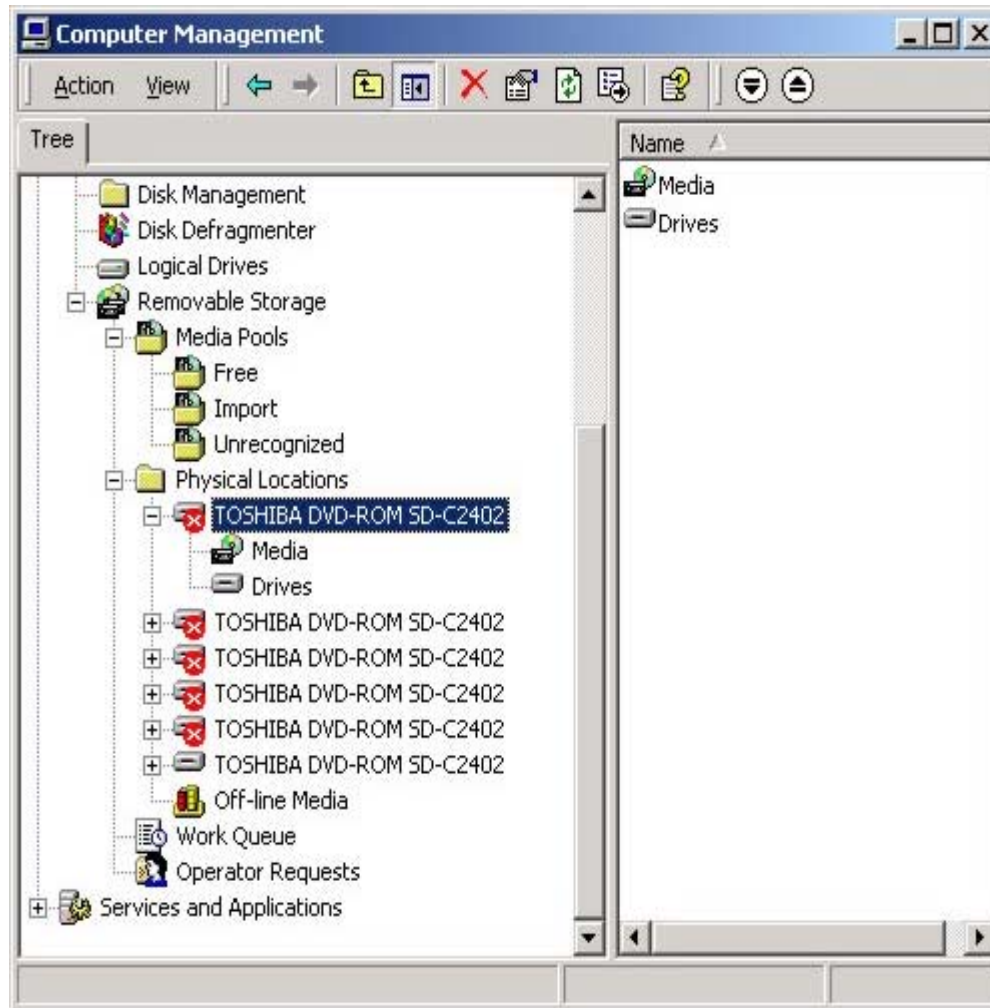 Computer Management
Action View
Tree
Name
Disk Management
Disk Defragmenter
Logical Drives
Removable Storage
Media Pools
Free
Import
Unrecognized
Physical Locations
TOSHIBA DVD-ROM SD-C2402
Media
Drives
TOSHIBA DVD-ROM SD-C2402
TOSHIBA DVD-ROM SD-C2402
TOSHIBA DVD-ROM SD-C2402
TOSHIBA DVD-ROM SD-C2402
TOSHIBA DVD-ROM SD-C2402
Off-line Media
Work Queue
Operator Requests
Services and Applications
Media
Drives